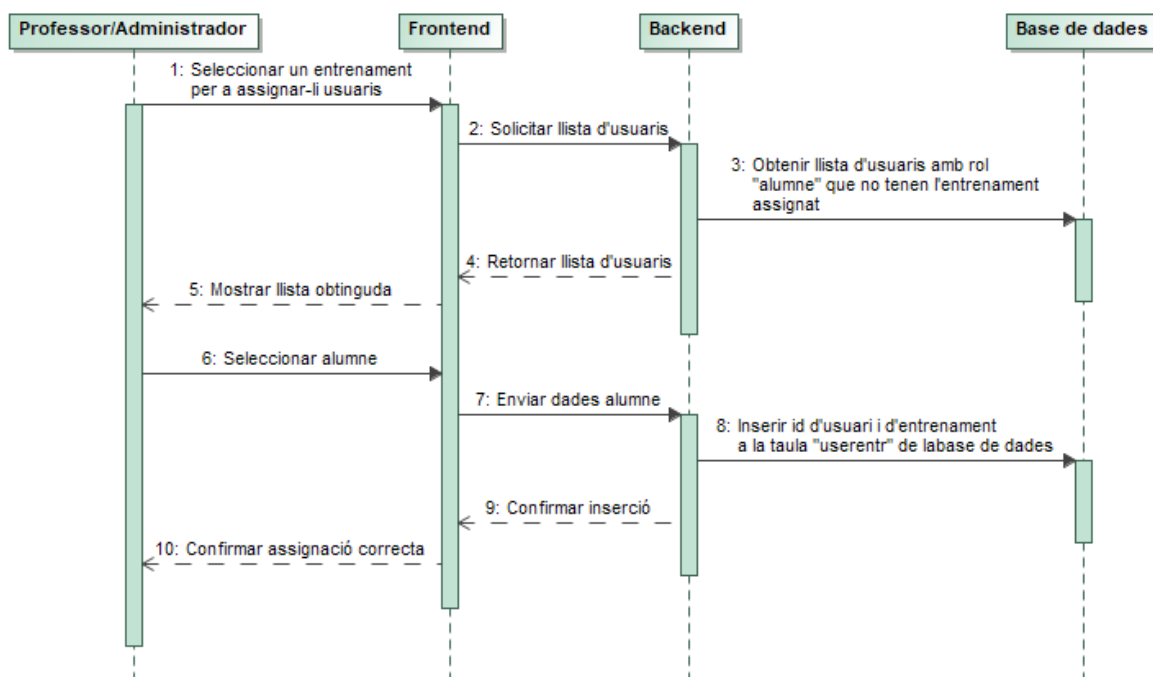 Professor/Administrador
Frontend
Backend
Base de dades
1: Seleccionar un entrenament
per a assignar-li usuaris
2: Solicitar llista d'usuaris
3: Obtenir llista d'usuaris amb rol
"alumne" que no tenen l'entrenament
assignat
4: Retornar llista d'usuaris
5: Mostrar llista obtinguda
6: Seleccionar alumne
7: Enviar dades alumne
8: Inserir id d'usuari i d'entrenament
a la taula "userentr" de labase de dades
9: Confirmar inserció
10: Confirmar assignació correcta